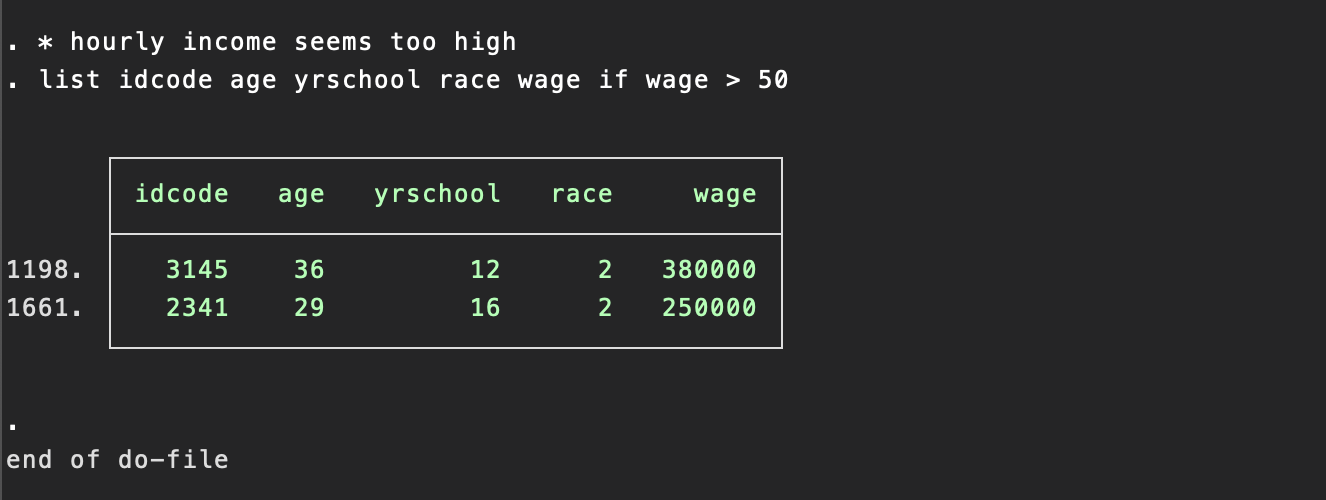 . * hourly income seems too high
. list idcode age yrschool race wage if wage > 50
idcode age yrschool race wage
1198. 3145 36 12 2 380000
1661. 2341 29 16 2 250000
.
end of do-file